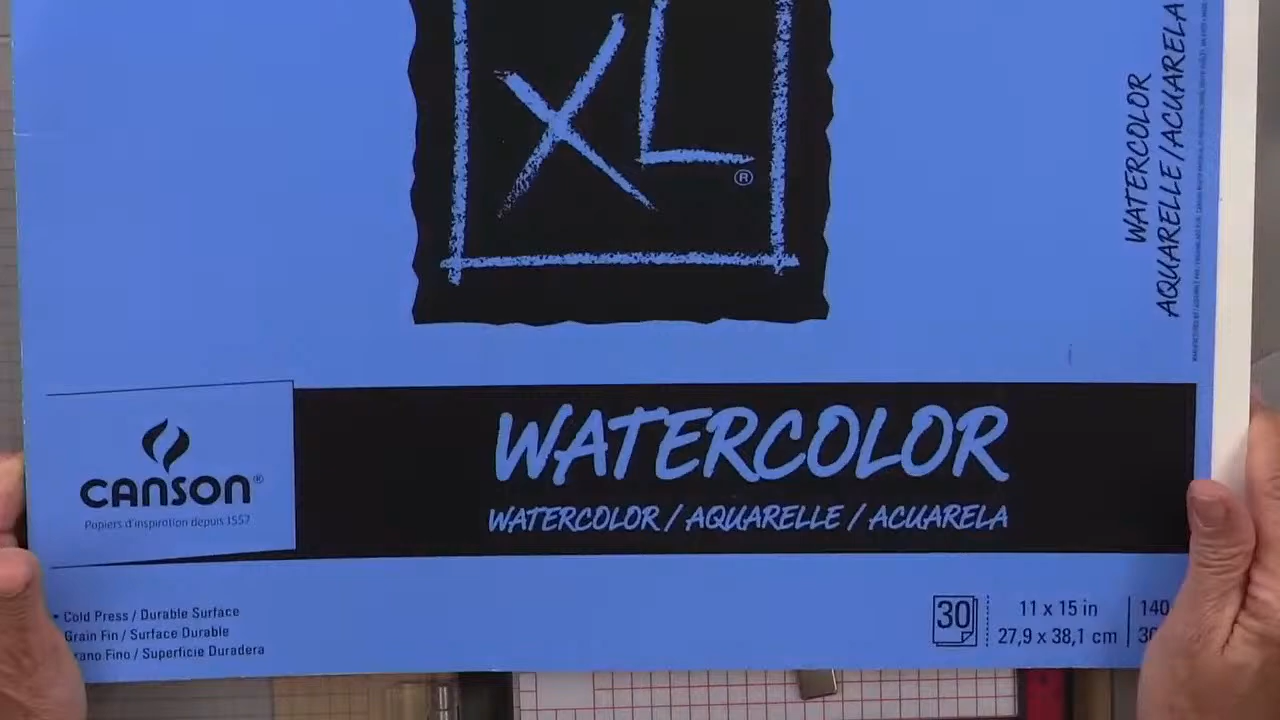 XL
®
WATERCOLOR
AQUARELLE/ACUARELA
CANSON®
Papiers d'inspiration depuis 1557
WATERCOLOR
WATERCOLOR / AQUARELLE / ACUARELA
Cold Press / Durable Surface
Grain Fin / Surface Durable
Fino / Superficie Duradera
30
11 x 15 in
27,9 x 38,1 cm
140